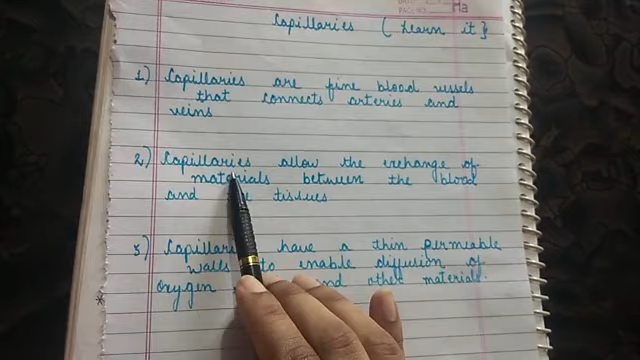 Capillaries ( Learn it }
1) Capillaries are fine blood vessels
that connects arteries and
veins
2) Capillaries allow the exchange of
materials between the blood
and tissues
3) Capillaries have a thin permiable
walls to enable diffusion of
oxygen and other materials.